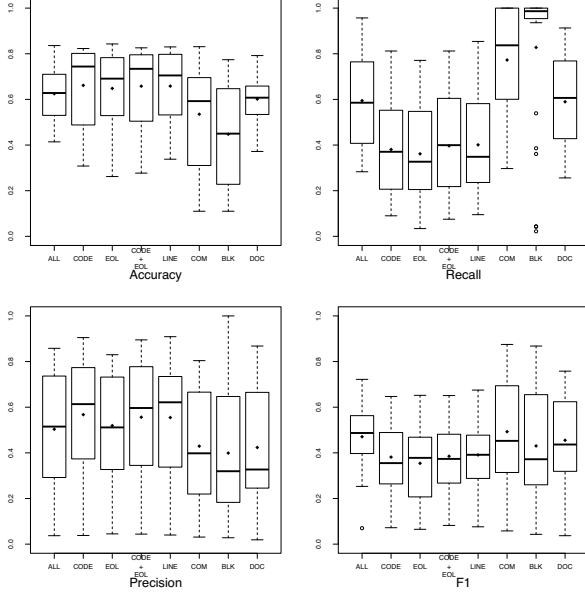 0.0 0.2 0.4 0.6 0.8 1.0
ALL CODE EOL CODE + EOL LINE COM BLK DOC
Accuracy
0.0 0.2 0.4 0.6 0.8 1.0
ALL CODE EOL CODE + EOL LINE COM BLK DOC
Recall
0.0 0.2 0.4 0.6 0.8 1.0
ALL CODE EOL CODE + EOL LINE COM BLK DOC
Precision
0.0 0.2 0.4 0.6 0.8 1.0
ALL CODE EOL CODE + EOL LINE COM BLK DOC
F1